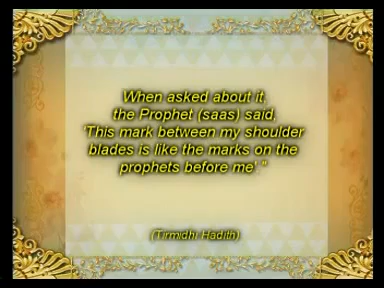 When asked about it,
the Prophet (saas) said,
'This mark between my shoulder
blades is like the marks on the
prophets before me'."
(Tirmidhi Hadith)